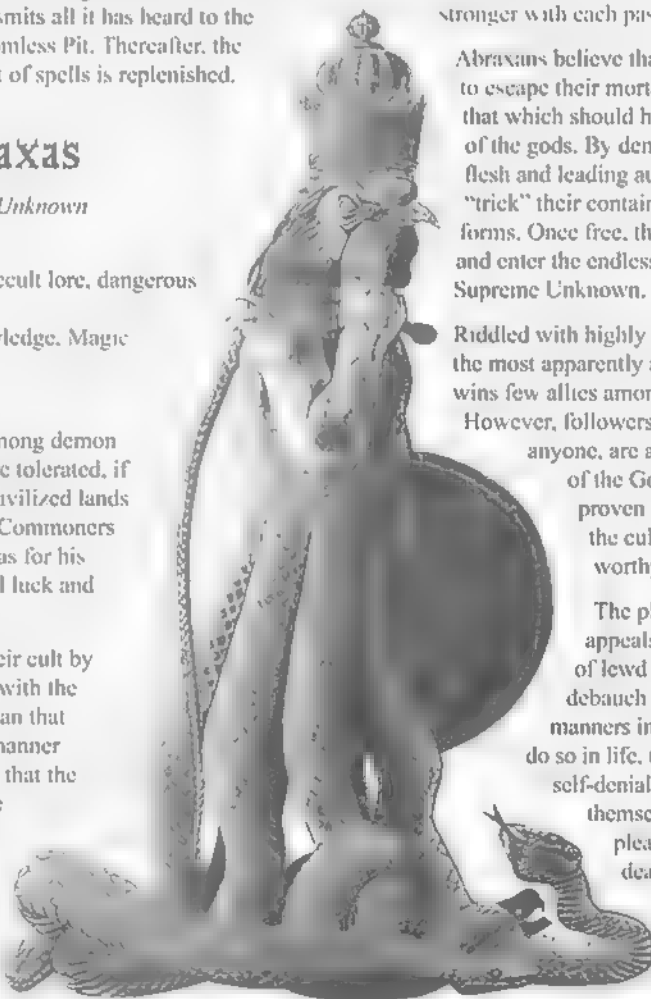 smits all it has heard to the
mless Pit. Thereafter, the
t of spells is replenished.
axas
Unknown
ccult lore, dangerous
ledge, Magic
mong demon
e tolerated, if
ivilized lands
Commoners
as for his
l luck and
eir cult by
with the
an that
manner
that the
stronger with each pas
Abraxans believe tha
to escape their mort
that which should h
of the gods. By den
flesh and leading au
"trick" their contain
forms. Once free, th
and enter the endless
Supreme Unknown.
Riddled with highly
the most apparently a
wins few allies amon
However, followers
anyone, are a
of the Go
proven
the cul
worthy
The pl
appeals
of lewd
debauch
manners in
do so in life, t
self-denial
themse
plea
dea